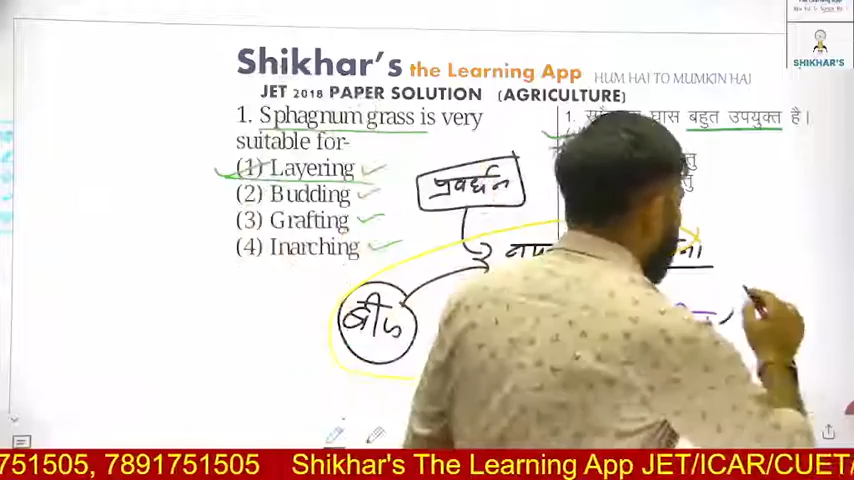 Shikhar's the Learning App HUM HAI TO MUMKIN HAI
SHIKHAR'S
JET 2018 PAPER SOLUTION (AGRICULTURE)
1. Sphagnum grass is very
suitable for-
(1) Layering
(2) Budding
(3) Grafting
(4) Inarching
1. घास बहुत उपयुक्त है।
प्रवर्धन
बीज
751505, 7891751505 Shikhar's The Learning App JET/ICAR/CUET/